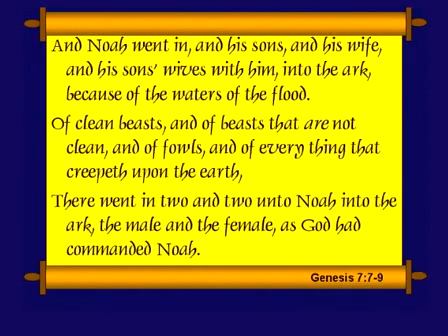 And Noah went in, and his sons, and his wife,
and his sons' wives with him, into the ark,
because of the waters of the flood.
Of clean beasts, and of beasts that are not
clean, and of fowls, and of every thing that
creepeth upon the earth,
There went in two and two unto Noah into the
ark, the male and the female, as God had
commanded Noah.
Genesis 7:7-9